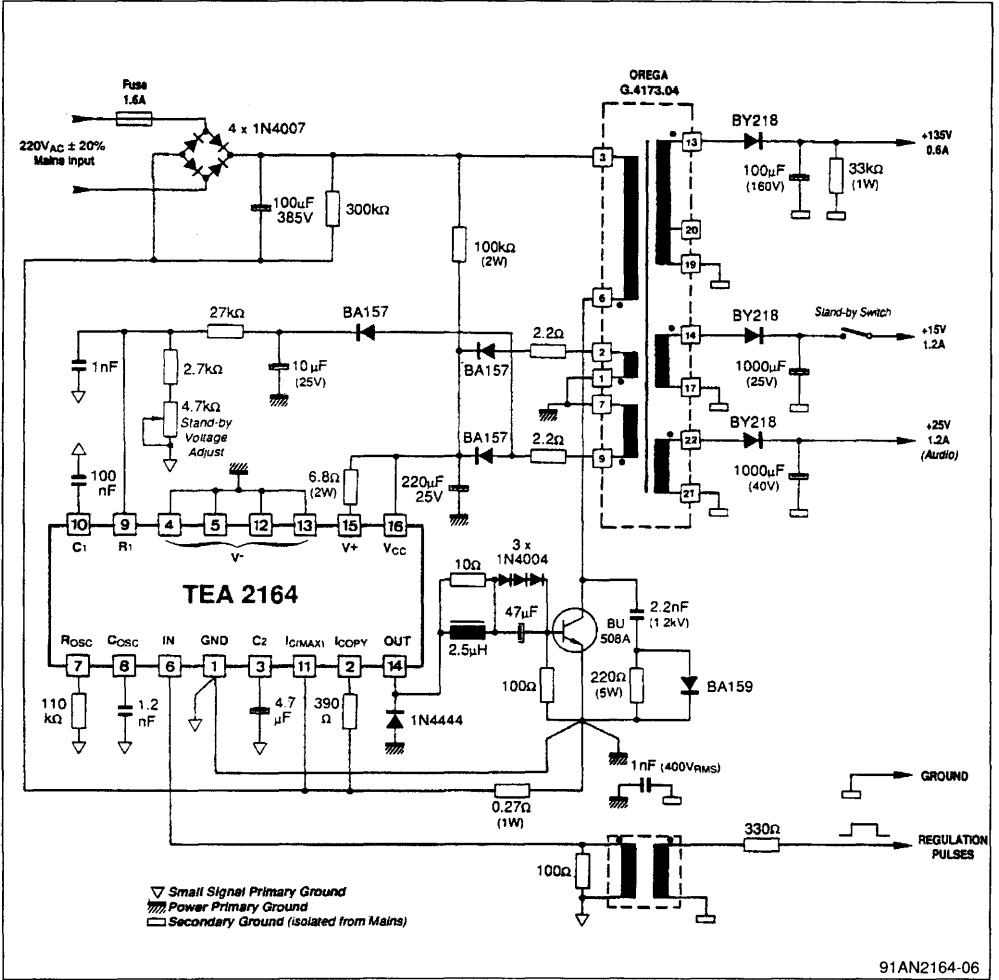 OREGA
G.4173.04
Fuse
1.6A
4 x 1N4007
220VAC ± 20%
Mains Input
3
13
BY218
+135V
0.6A
100µF
385V
300kΩ
100µF
(160V)
33kΩ
(1W)
100kΩ
(2W)
20
19
6
27kΩ
BA157
14
BY218
Stand-by Switch
+15V
1.2A
1nF
2.7kΩ
10µF
(25V)
BA157
2.2Ω
2
1
7
1000µF
(25V)
17
4.7kΩ
Stand-by
Voltage
Adjust
BA157
2.2Ω
9
22
BY218
+25V
1.2A
(Audio)
100
nF
6.8Ω
(2W)
220µF
25V
1000µF
(40V)
21
10
9
4
5
12
13
15
16
C1
R1
V-
V+
VCC
TEA 2164
10Ω
3 x
1N4004
47µF
2.5µH
BU
508A
2.2nF
(1.2kV)
ROSC
COSC
IN
GND
C2
IC(MAX)
ICOPY
OUT
7
8
6
1
3
11
2
14
100Ω
220Ω
(5W)
BA159
110
kΩ
1.2
nF
4.7
µF
390
Ω
1N4444
1nF (400VRMS)
GROUND
0.27Ω
(1W)
330Ω
REGULATION
PULSES
100Ω
Small Signal Primary Ground
Power Primary Ground
Secondary Ground (isolated from Mains)
91AN2164-06